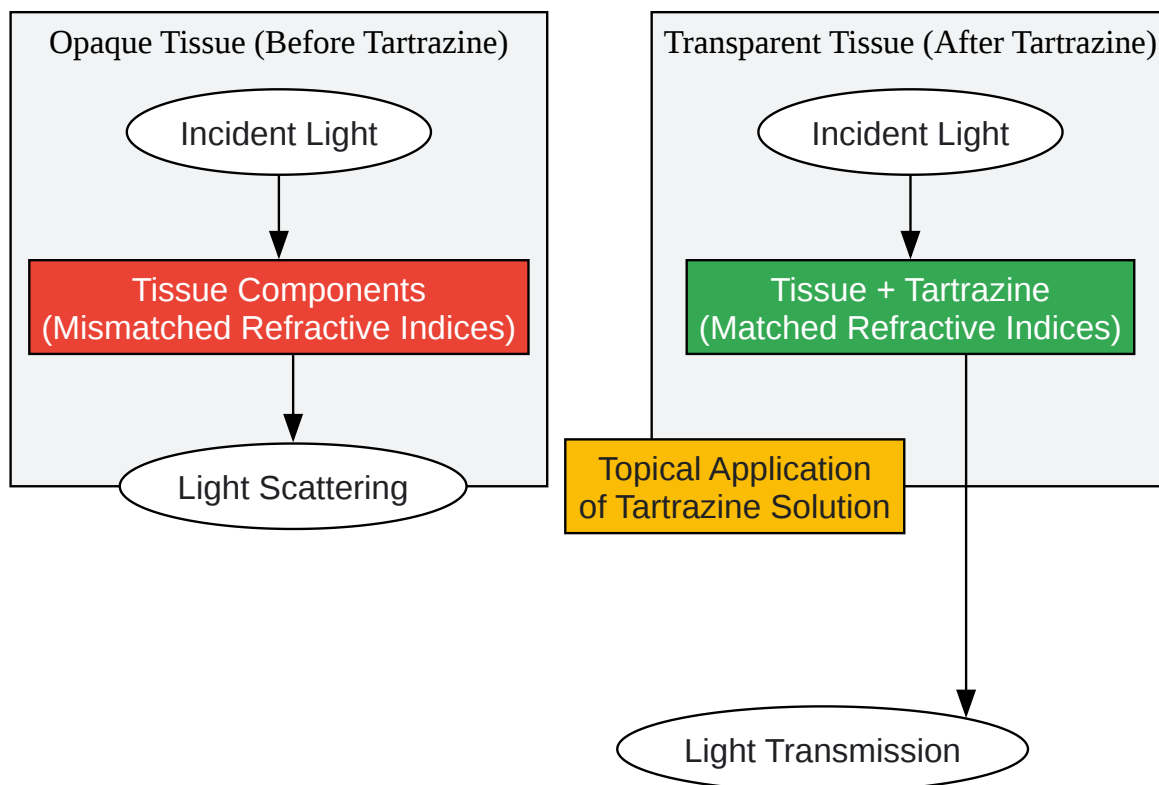 Opaque Tissue (Before Tartrazine)
Incident Light
Tissue Components
(Mismatched Refractive Indices)
Light Scattering
Transparent Tissue (After Tartrazine)
Incident Light
Tissue + Tartrazine
(Matched Refractive Indices)
Topical Application
of Tartrazine Solution
Light Transmission